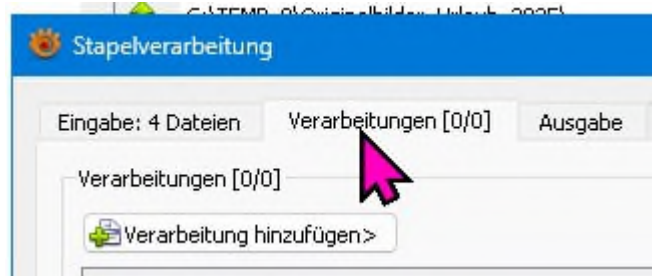 Stapelverarbeitung
Eingabe: 4 Dateien Verarbeitungen [0/0] Ausgabe
Verarbeitungen [0/0]
Verarbeitung hinzufügen>